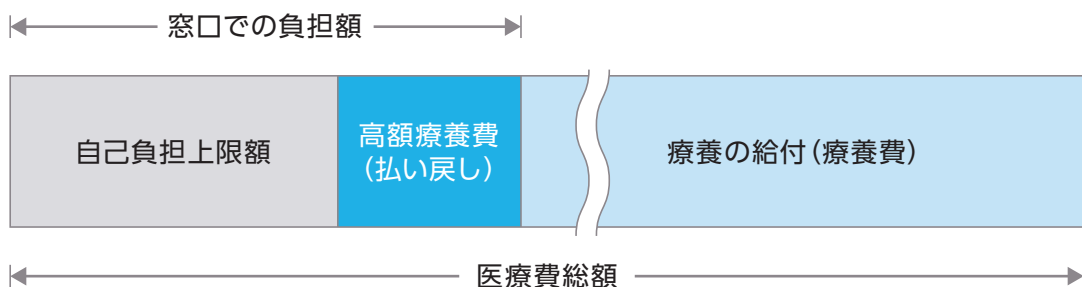 窓口での負担額
自己負担上限額
高額療養費
（払い戻し）
療養の給付（療養費）
医療費総額